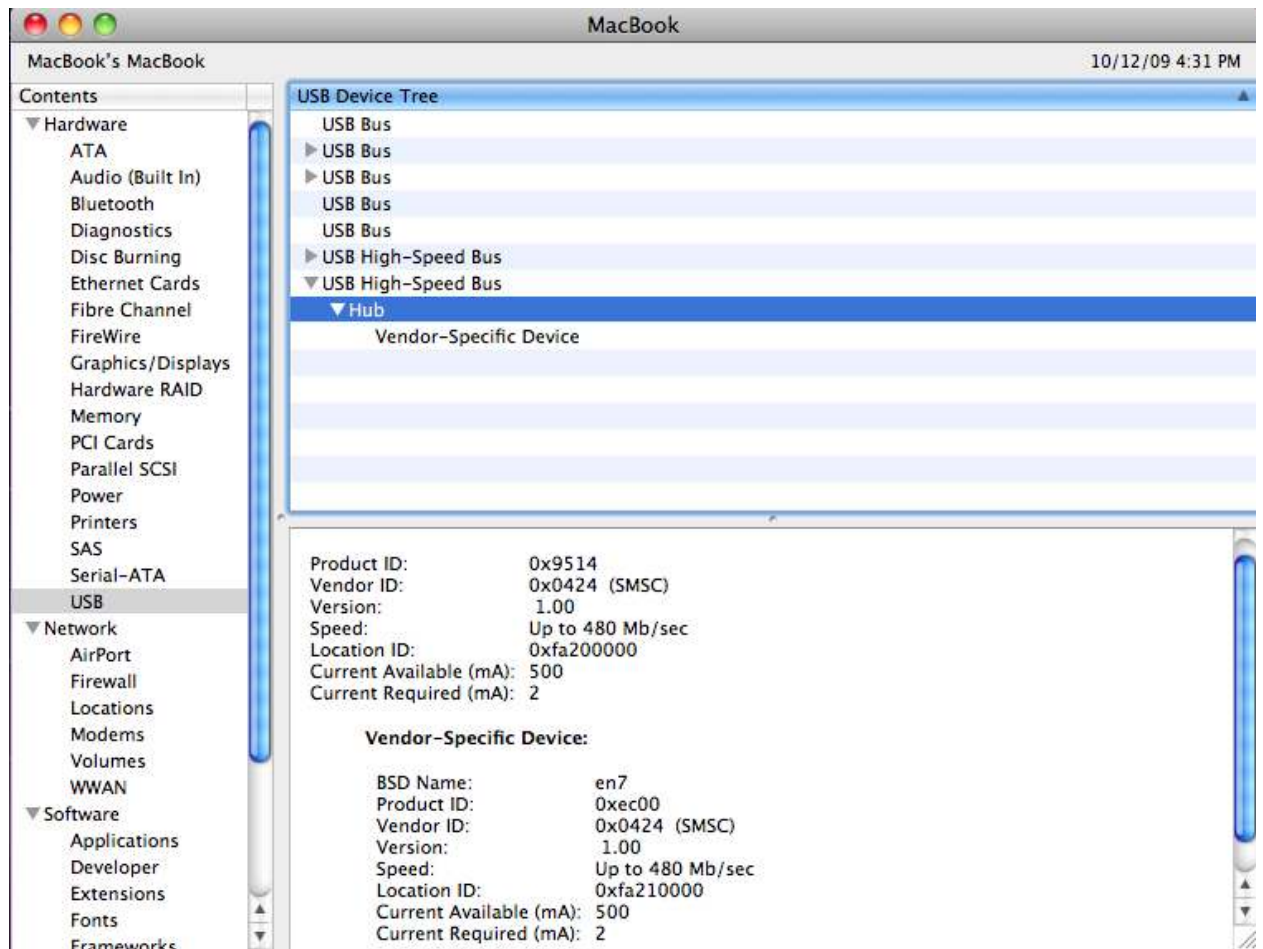 MacBook
MacBook's MacBook
10/12/09 4:31 PM
Contents
Hardware
ATA
Audio (Built In)
Bluetooth
Diagnostics
Disc Burning
Ethernet Cards
Fibre Channel
FireWire
Graphics/Displays
Hardware RAID
Memory
PCI Cards
Parallel SCSI
Power
Printers
SAS
Serial-ATA
USB
Network
AirPort
Firewall
Locations
Modems
Volumes
WWAN
Software
Applications
Developer
Extensions
Fonts
Frameworks
USB Device Tree
USB Bus
USB Bus
USB Bus
USB Bus
USB Bus
USB High-Speed Bus
USB High-Speed Bus
Hub
Vendor-Specific Device
Product ID: 0x9514
Vendor ID: 0x0424 (SMSC)
Version: 1.00
Speed: Up to 480 Mb/sec
Location ID: 0xfa200000
Current Available (mA): 500
Current Required (mA): 2
Vendor-Specific Device:
BSD Name: en7
Product ID: 0xec00
Vendor ID: 0x0424 (SMSC)
Version: 1.00
Speed: Up to 480 Mb/sec
Location ID: 0xfa210000
Current Available (mA): 500
Current Required (mA): 2